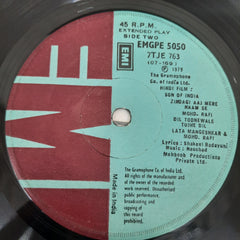 45 R.P.M.
EXTENDED PLAY
SIDE TWO
EMI
EMGPE 5050
7TJE 763
(07-169)
℗ 1979
The Gramophone
Co. of India Ltd.
HINDI FILM :
SON OF INDIA
ZINDAGI AAJ MERE
NAAM SE
MOHD. RAFI
DIL TODNEWALE
TUJHE DIL
LATA MANGESHKAR &
MOHD. RAFI
Lyrics : Shakeel Badayuni
Music : Naushad
Mehboob Productions
Private Ltd.
Made in India
The Gramophone Co. of India Ltd.
All rights of the manufacturer and
of the owner of the recorded
work reserved. Unauthorised
public performance,
broadcasting and
copying of
this record
prohibited.